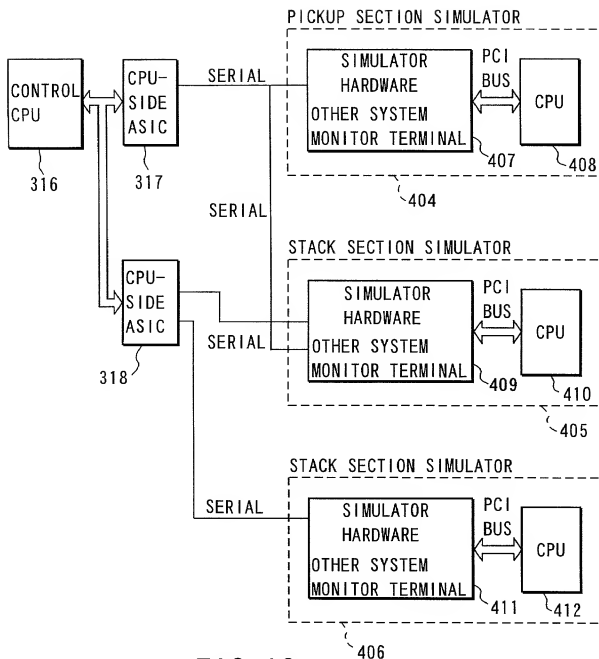 PICKUP SECTION SIMULATOR
CONTROL
CPU
316
CPU-
SIDE
ASIC
317
SERIAL
SIMULATOR
HARDWARE
OTHER SYSTEM
MONITOR TERMINAL
407
PCI
BUS
CPU
408
404
SERIAL
STACK SECTION SIMULATOR
CPU-
SIDE
ASIC
318
SERIAL
SIMULATOR
HARDWARE
OTHER SYSTEM
MONITOR TERMINAL
409
PCI
BUS
CPU
410
405
STACK SECTION SIMULATOR
SERIAL
SIMULATOR
HARDWARE
OTHER SYSTEM
MONITOR TERMINAL
411
PCI
BUS
CPU
412
406